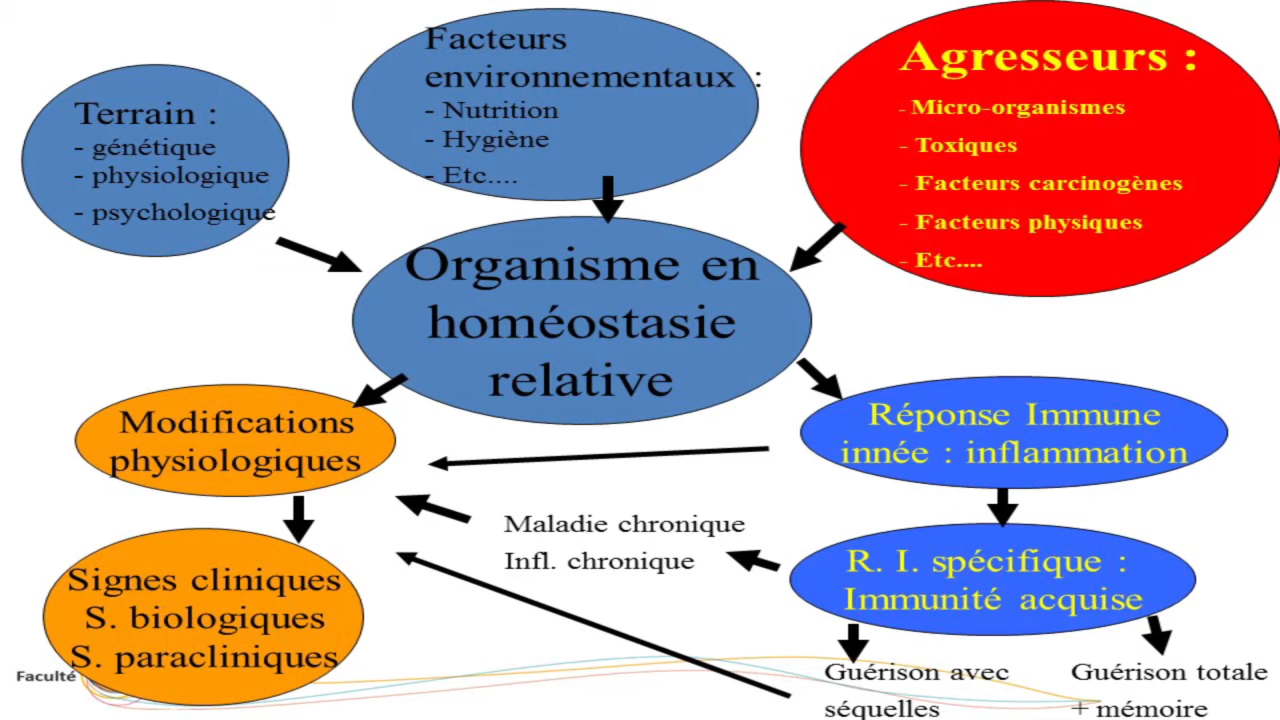 Facteurs
environnementaux :
- Nutrition
- Hygiène
- Etc....
Terrain :
- génétique
- physiologique
- psychologique
Agresseurs :
- Micro-organismes
- Toxiques
- Facteurs carcinogènes
- Facteurs physiques
- Etc....
Organisme en
homéostasie
relative
Modifications
physiologiques
Réponse Immune
innée : inflammation
Maladie chronique
Infl. chronique
R. I. spécifique :
Immunité acquise
Signes cliniques
S. biologiques
S. paracliniques
Faculté
Guérison avec
séquelles
Guérison totale
+ mémoire